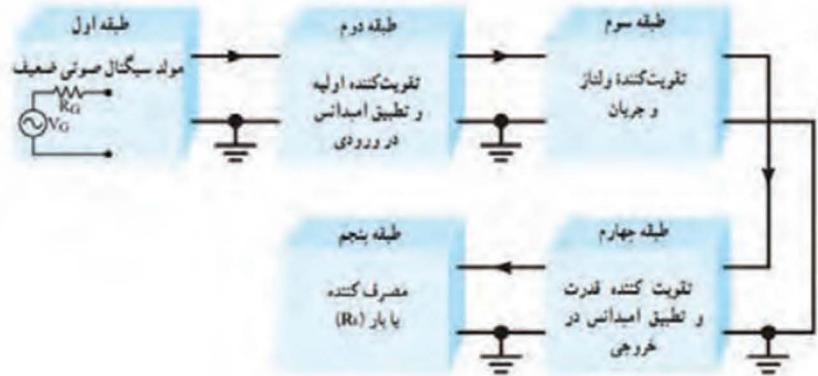 طبقه اول
مولد سیگنال صوتی ضعیف
RG
VG
طبقه دوم
تقویت‌کننده اولیه
و تطبیق امپدانس
در ورودی
طبقه سوم
تقویت‌کنندهٔ ولتاژ
و جریان
طبقه چهارم
تقویت کننده قدرت
و تطبیق امپدانس در
خروجی
طبقه پنجم
مصرف کننده
یا بار (RL)